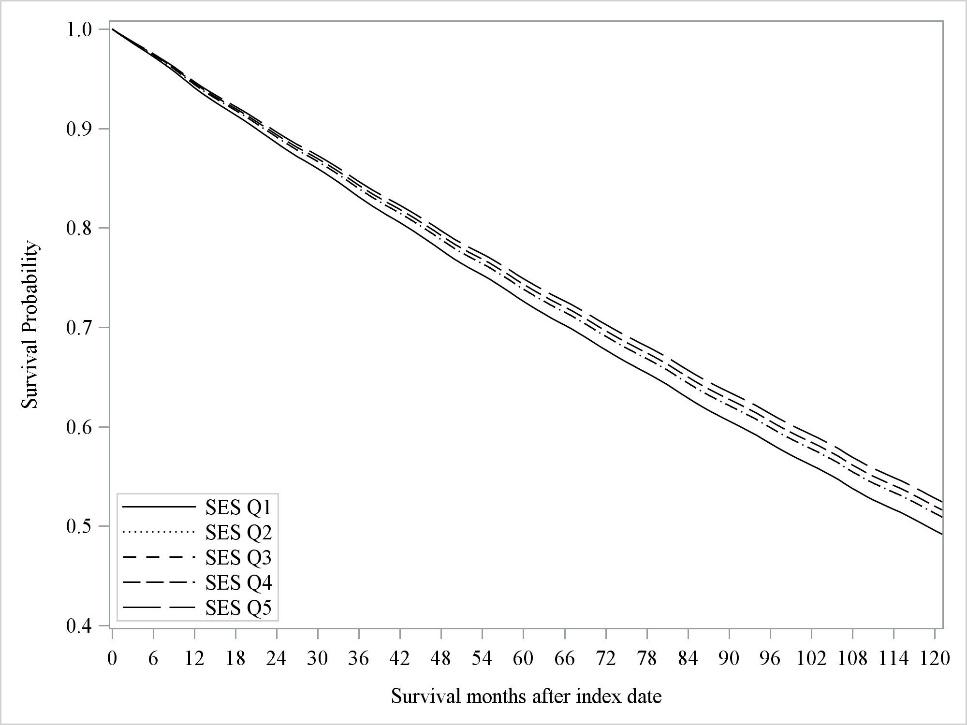 1.0
0.9
0.8
0.7
0.6
0.5
0.4
Survival Probability
SES Q1
SES Q2
SES Q3
SES Q4
SES Q5
0 6 12 18 24 30 36 42 48 54 60 66 72 78 84 90 96 102 108 114 120
Survival months after index date